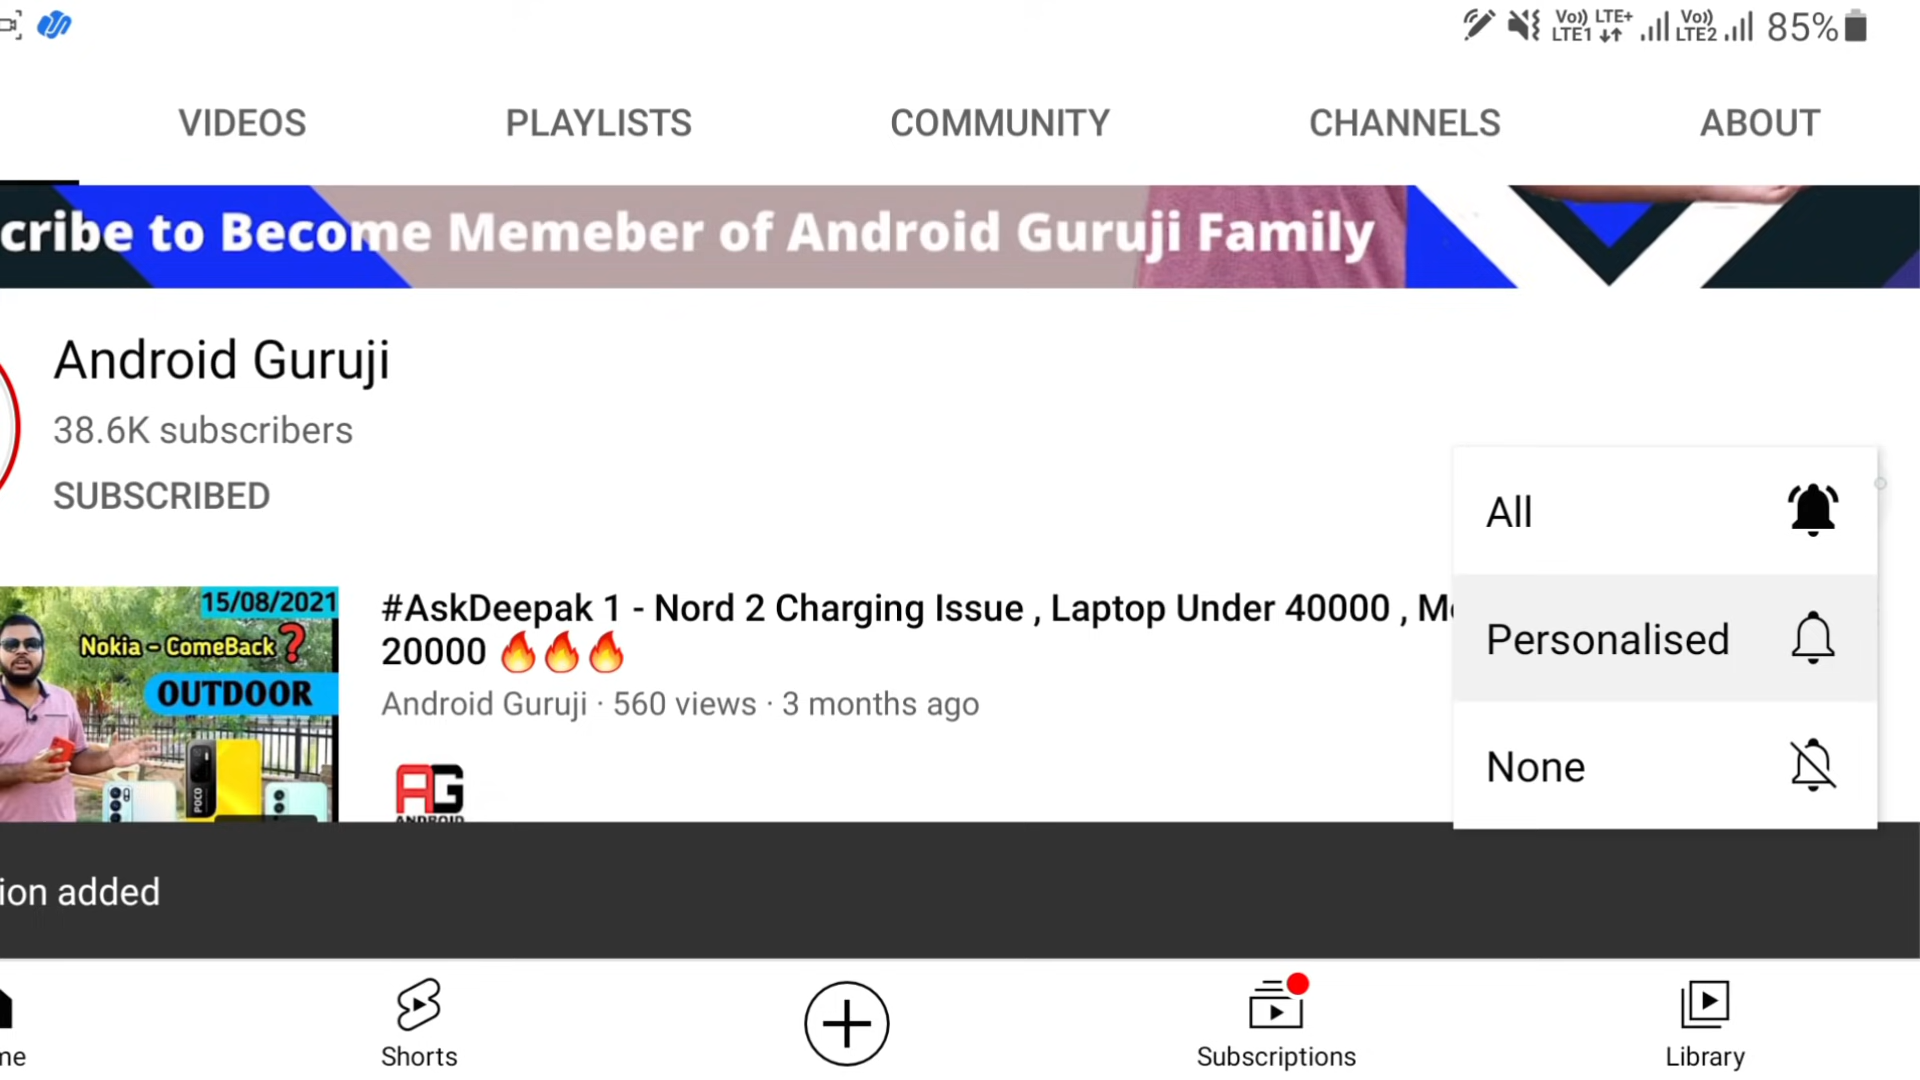 Vo)) LTE+ Vo)) 85%
LTE1 LTE2
VIDEOS PLAYLISTS COMMUNITY CHANNELS ABOUT
cribe to Become Memeber of Android Guruji Family
Android Guruji
38.6K subscribers
SUBSCRIBED
All
Personalised
None
15/08/2021
Nokia - ComeBack?
OUTDOOR
POCO
#AskDeepak 1 - Nord 2 Charging Issue , Laptop Under 40000 , M
20000 🔥🔥🔥
Android Guruji · 560 views · 3 months ago
AG
ANDROID
ion added
me Shorts Subscriptions Library